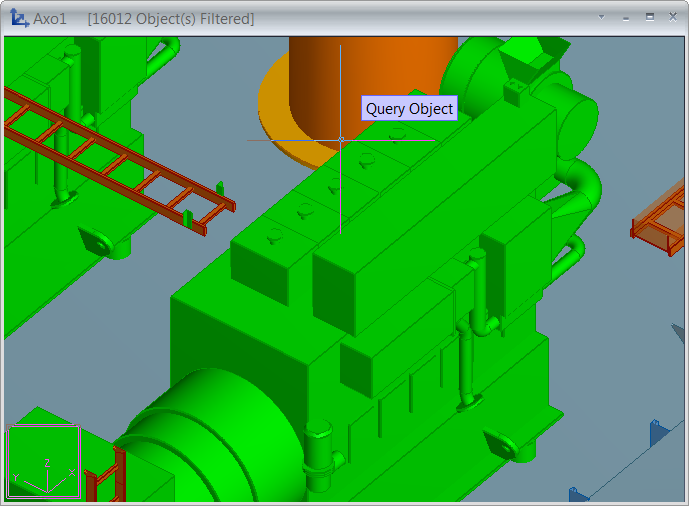 Axo1 [16012 Object(s) Filtered]
Query Object
Z
Y X